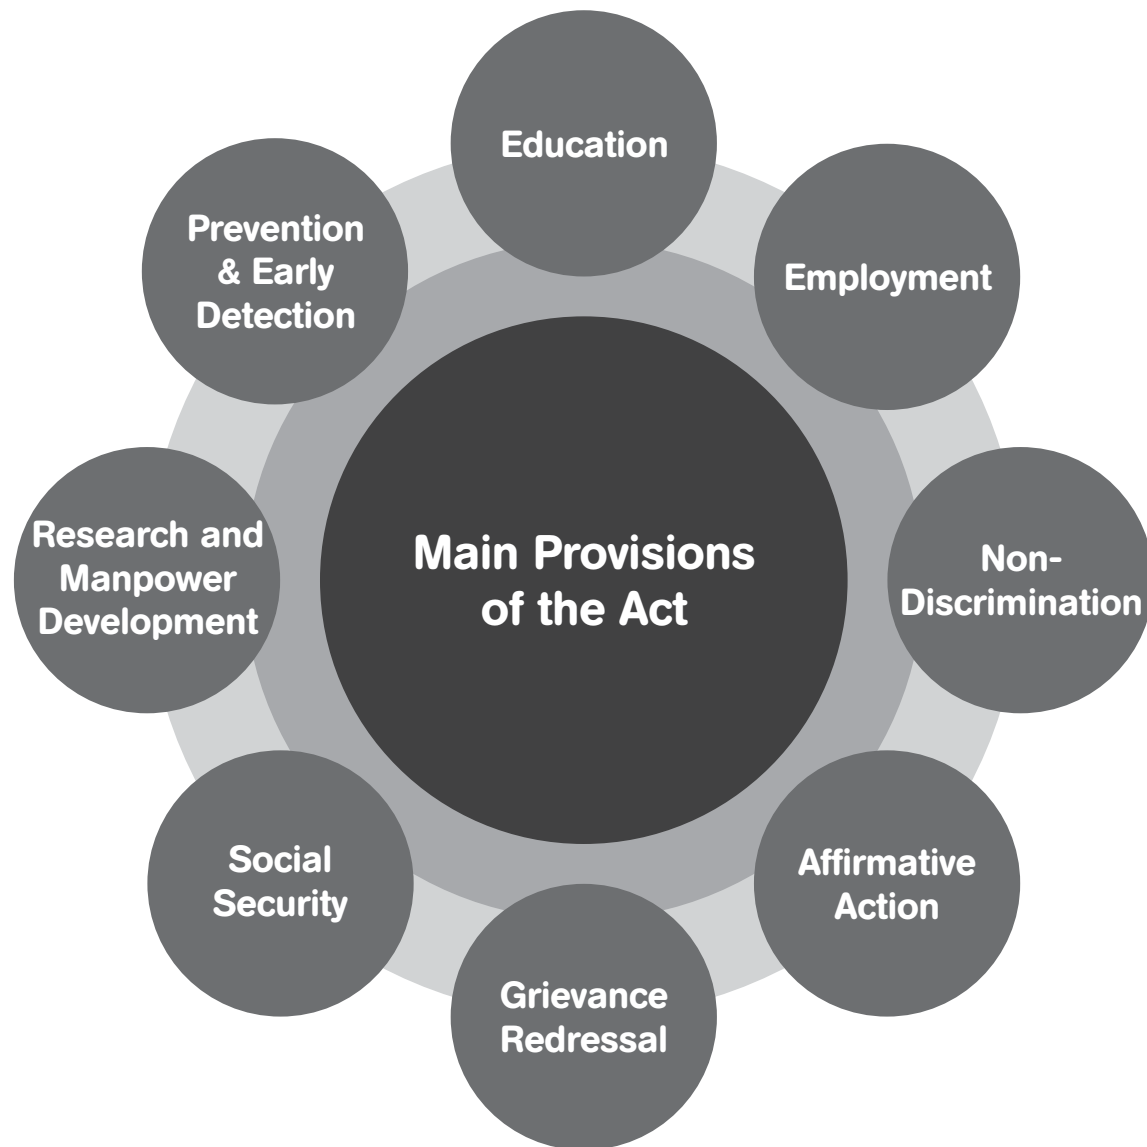 Main Provisions
of the Act
Education
Employment
Non-
Discrimination
Affirmative
Action
Grievance
Redressal
Social
Security
Research and
Manpower
Development
Prevention
& Early
Detection